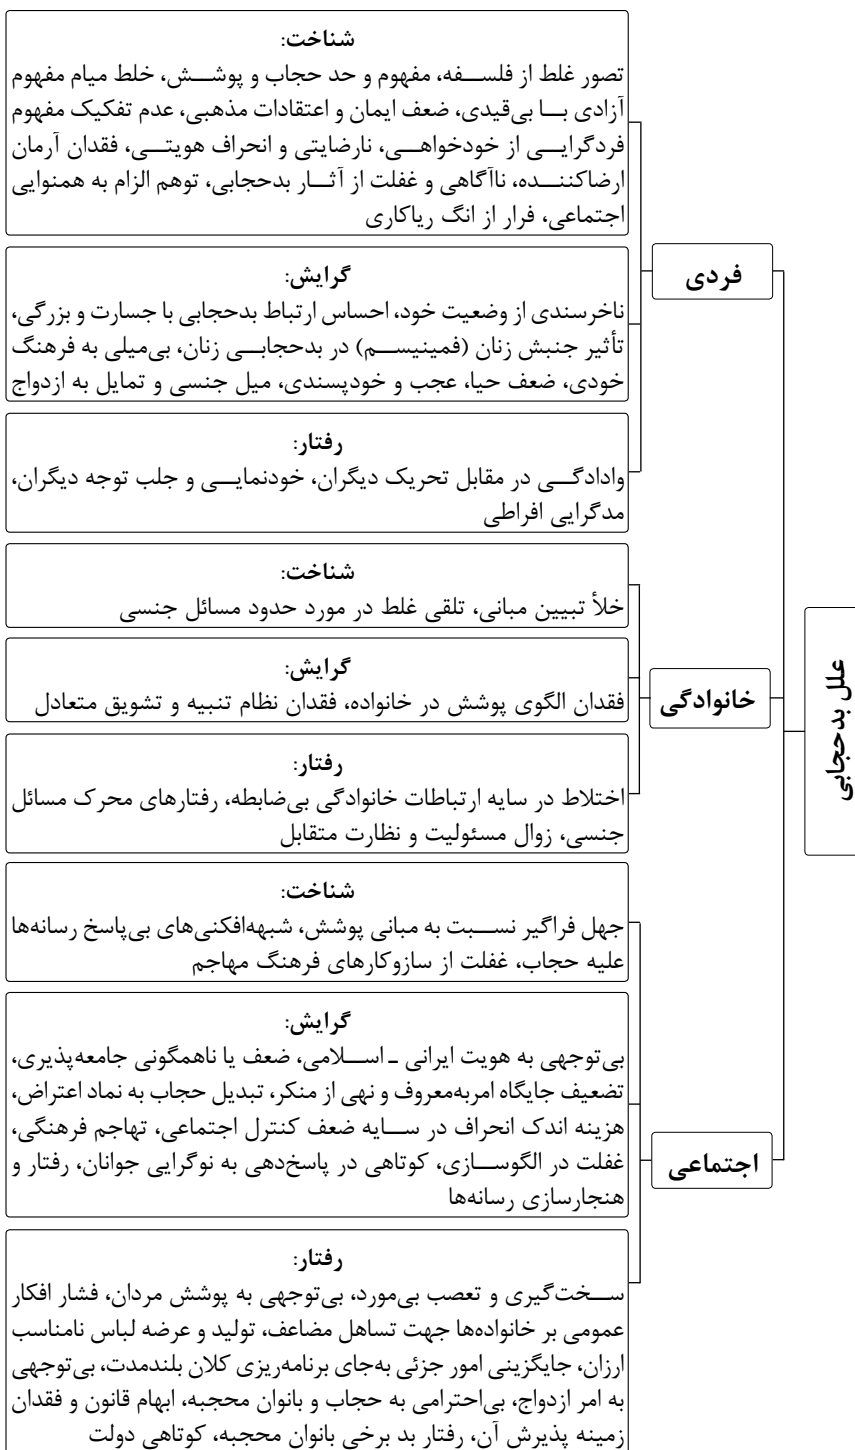 علل بدحجابی
فردی
شناخت:
تصور غلط از فلسفه، مفهوم و حد حجاب و پوشش، خلط میام مفهوم
آزادی با بی‌قیدی، ضعف ایمان و اعتقادات مذهبی، عدم تفکیک مفهوم
فردگرایی از خودخواهی، نارضایتی و انحراف هویتی، فقدان آرمان
ارضاکننده، ناآگاهی و غفلت از آثار بدحجابی، توهم الزام به همنوایی
اجتماعی، فرار از انگ ریاکاری
گرایش:
ناخرسندی از وضعیت خود، احساس ارتباط بدحجابی با جسارت و بزرگی،
تأثیر جنبش زنان (فمینیسم) در بدحجابی زنان، بی‌میلی به فرهنگ
خودی، ضعف حیا، عجب و خودپسندی، میل جنسی و تمایل به ازدواج
رفتار:
وادادگی در مقابل تحریک دیگران، خودنمایی و جلب توجه دیگران،
مدگرایی افراطی
خانوادگی
شناخت:
خلأ تبیین مبانی، تلقی غلط در مورد حدود مسائل جنسی
گرایش:
فقدان الگوی پوشش در خانواده، فقدان نظام تنبیه و تشویق متعادل
رفتار:
اختلاط در سایه ارتباطات خانوادگی بی‌ضابطه، رفتارهای محرک مسائل
جنسی، زوال مسئولیت و نظارت متقابل
اجتماعی
شناخت:
جهل فراگیر نسبت به مبانی پوشش، شبهه‌افکنی‌های بی‌پاسخ رسانه‌ها
علیه حجاب، غفلت از سازوکارهای فرهنگ مهاجم
گرایش:
بی‌توجهی به هویت ایرانی ـ اسلامی، ضعف یا ناهمگونی جامعه‌پذیری،
تضعیف جایگاه امربه‌معروف و نهی از منکر، تبدیل حجاب به نماد اعتراض،
هزینه اندک انحراف در سایه ضعف کنترل اجتماعی، تهاجم فرهنگی،
غفلت در الگوسازی، کوتاهی در پاسخ‌دهی به نوگرایی جوانان، رفتار و
هنجارسازی رسانه‌ها
رفتار:
سخت‌گیری و تعصب بی‌مورد، بی‌توجهی به پوشش مردان، فشار افکار
عمومی بر خانواده‌ها جهت تساهل مضاعف، تولید و عرضه لباس نامناسب
ارزان، جایگزینی امور جزئی به‌جای برنامه‌ریزی کلان بلندمدت، بی‌توجهی
به امر ازدواج، بی‌احترامی به حجاب و بانوان محجبه، ابهام قانون و فقدان
زمینه پذیرش آن، رفتار بد برخی بانوان محجبه، کوتاهی دولت